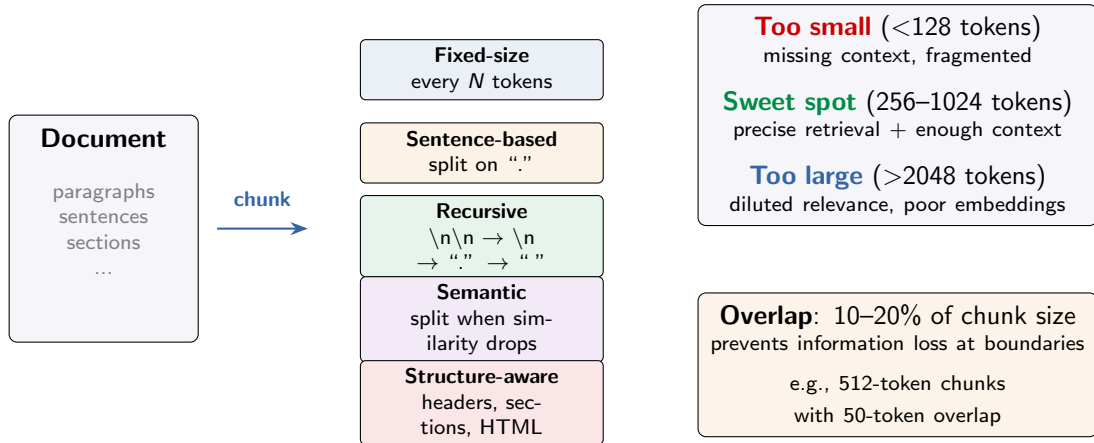 Document
paragraphs
sentences
sections
...
chunk
Fixed-size
every N tokens
Sentence-based
split on “.”
Recursive
\n\n → \n
→ “.” → “ ”
Semantic
split when sim-
ilarity drops
Structure-aware
headers, sec-
tions, HTML
Too small (<128 tokens)
missing context, fragmented
Sweet spot (256–1024 tokens)
precise retrieval + enough context
Too large (>2048 tokens)
diluted relevance, poor embeddings
Overlap: 10–20% of chunk size
prevents information loss at boundaries
e.g., 512-token chunks
with 50-token overlap